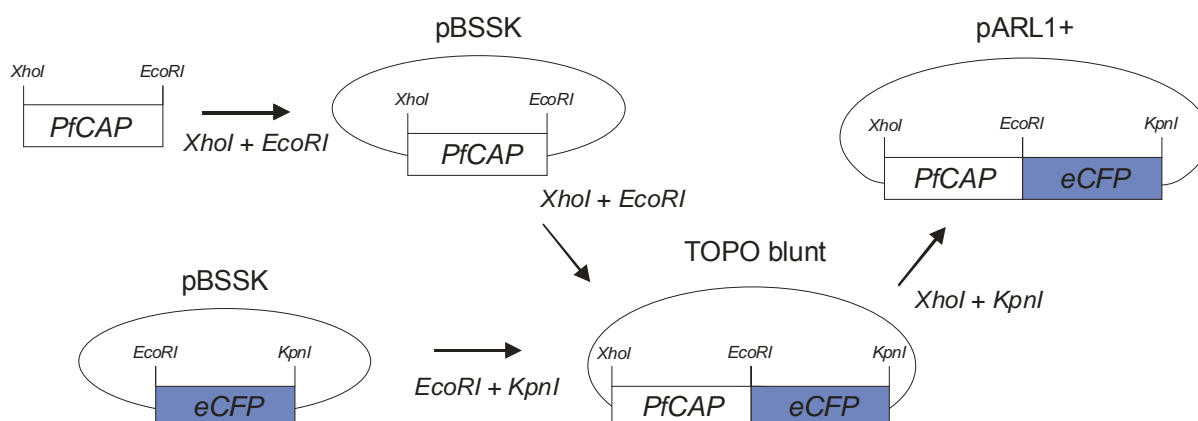 pBSSK
pARL1+
XhoI
EcoRI
PfCAP
XhoI + EcoRI
XhoI
EcoRI
PfCAP
XhoI
EcoRI
KpnI
PfCAP
eCFP
XhoI + EcoRI
TOPO blunt
XhoI + KpnI
pBSSK
EcoRI
KpnI
eCFP
EcoRI + KpnI
XhoI
EcoRI
KpnI
PfCAP
eCFP